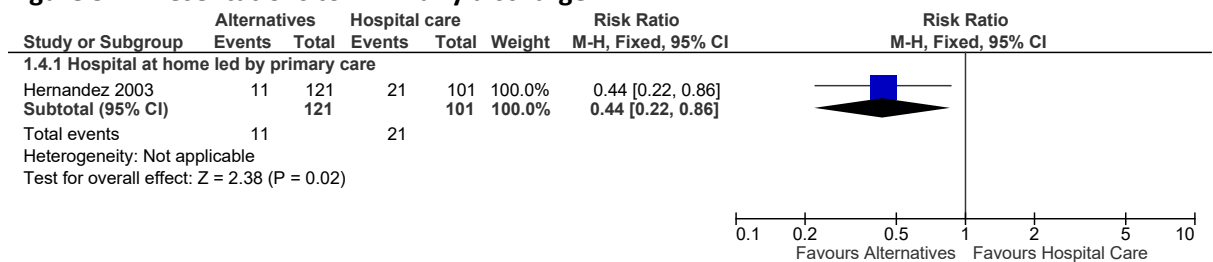 Alternatives Hospital care Risk Ratio Risk Ratio
Study or Subgroup Events Total Events Total Weight M-H, Fixed, 95% CI M-H, Fixed, 95% CI
1.4.1 Hospital at home led by primary care
Hernandez 2003 11 121 21 101 100.0% 0.44 [0.22, 0.86]
Subtotal (95% CI) 121 101 100.0% 0.44 [0.22, 0.86]
Total events 11 21
Heterogeneity: Not applicable
Test for overall effect: Z = 2.38 (P = 0.02)
0.1 0.2 0.5 1 2 5 10
Favours Alternatives Favours Hospital Care